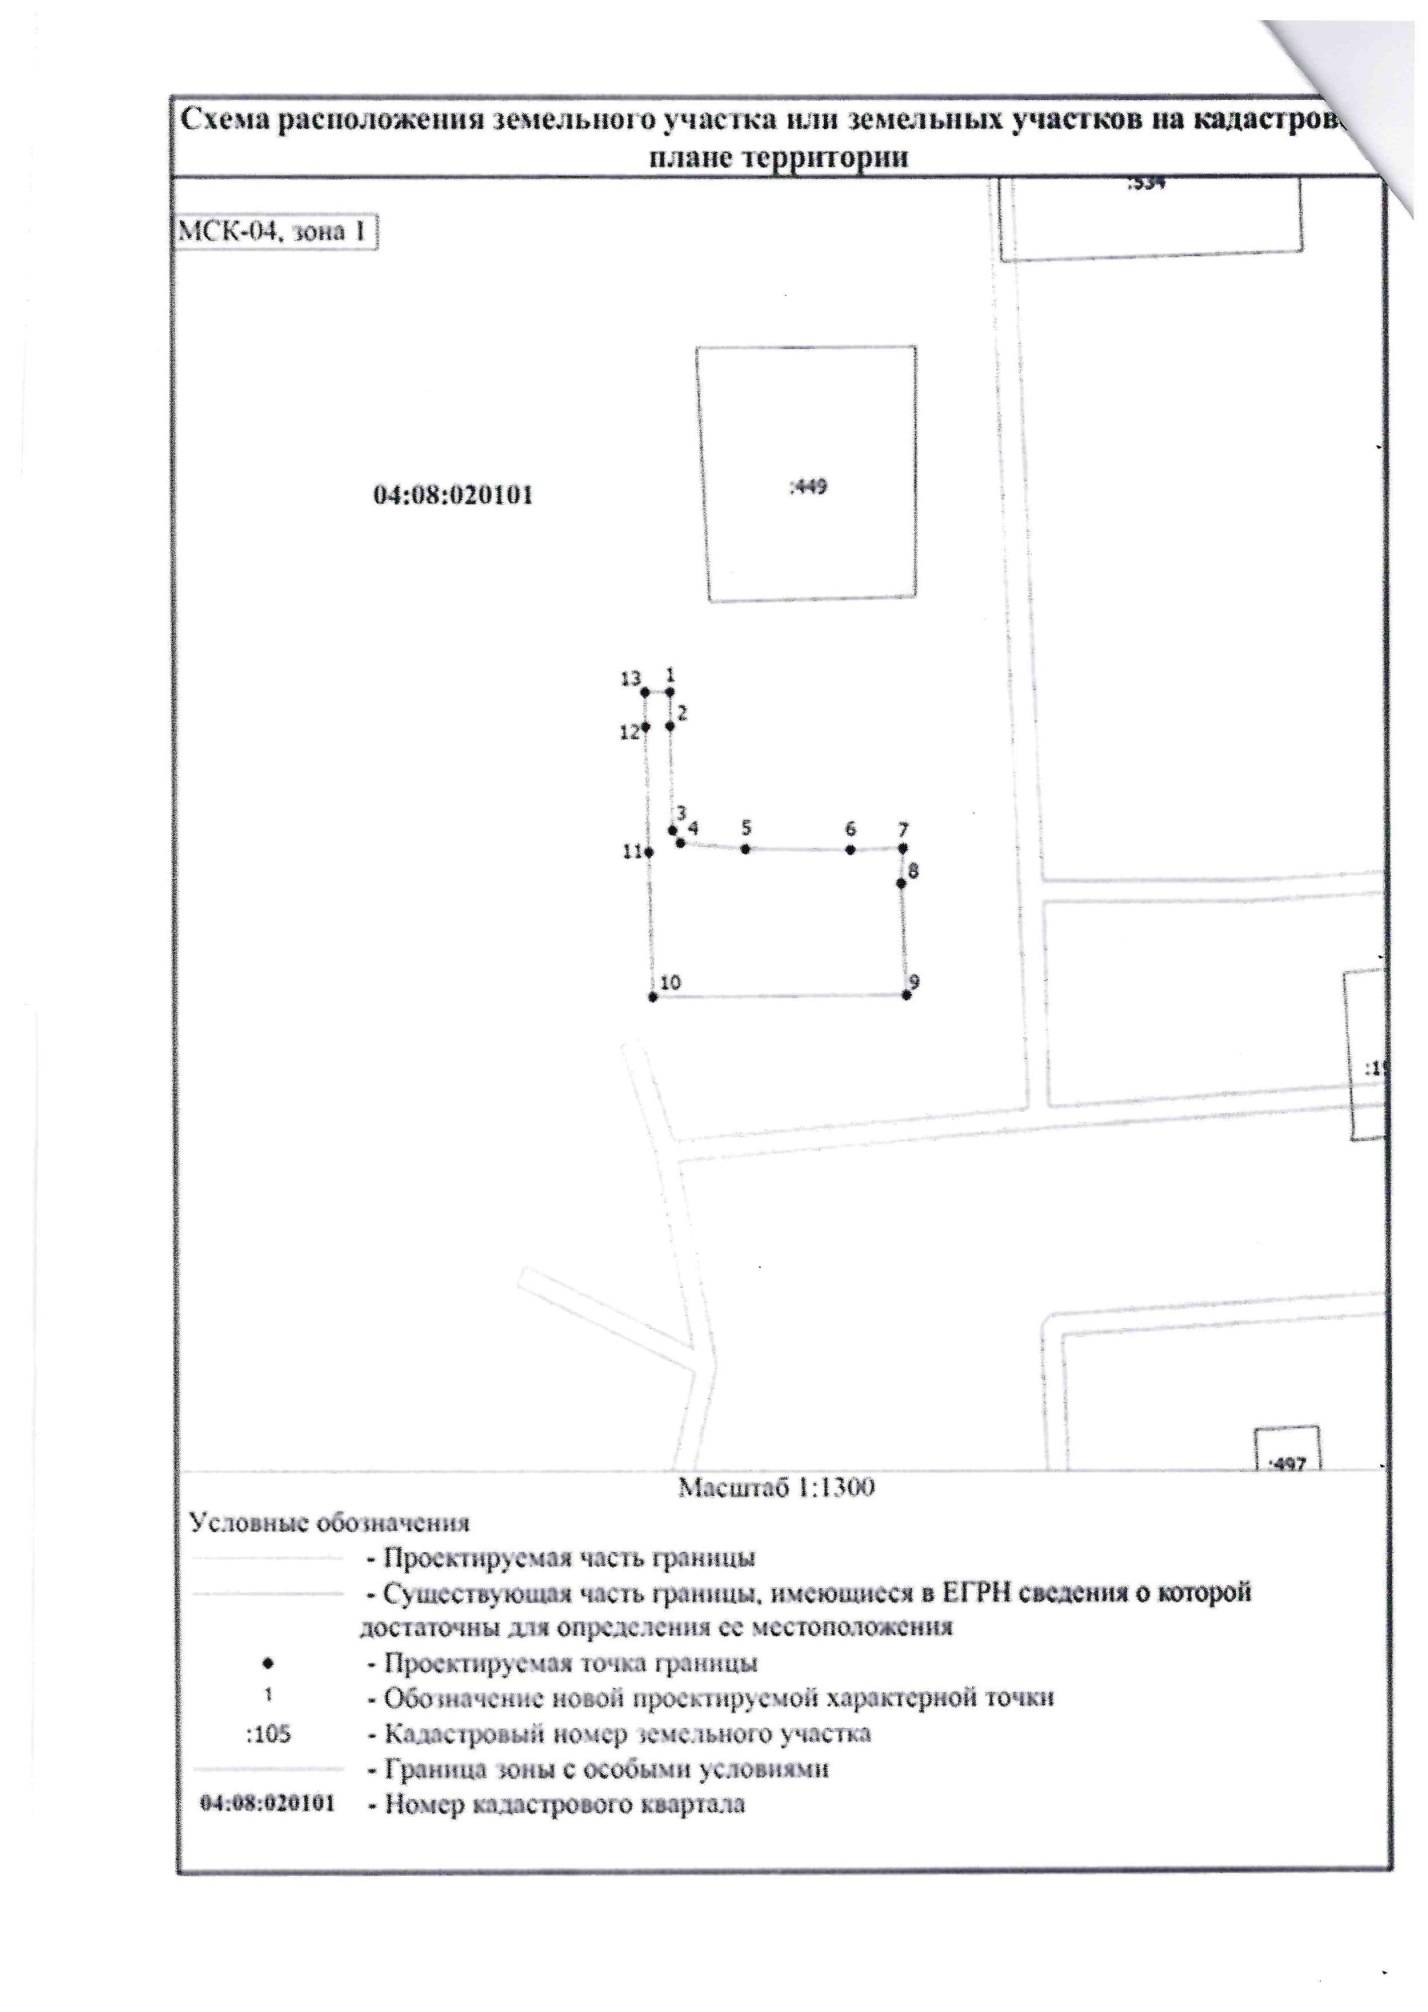 Схема расположения земельного участка или земельных участков на
плане территории
:534
МСК-04, зона 1
:449
04:08:020101
13 1
2
12
3
4 5 6 7
11
8
10 9
:497
Масштаб 1:1300
Условные обозначения
- Проектируемая часть границы
- Существующая часть границы, имеющиеся в ЕГРН сведения о которой
достаточны для определения ее местоположения
- Проектируемая точка границы
1 - Обозначение новой проектируемой характерной точки
:105 - Кадастровый номер земельного участка
- Граница зоны с особыми условиями
04:08:020101 - Номер кадастрового квартала